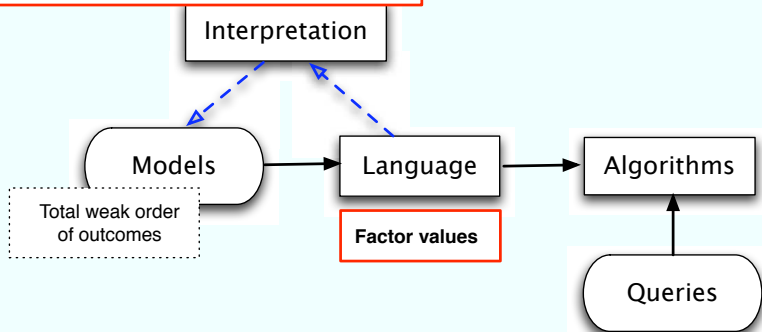 Interpretation
Models
Language
Algorithms
Total weak order
of outcomes
Factor values
Queries